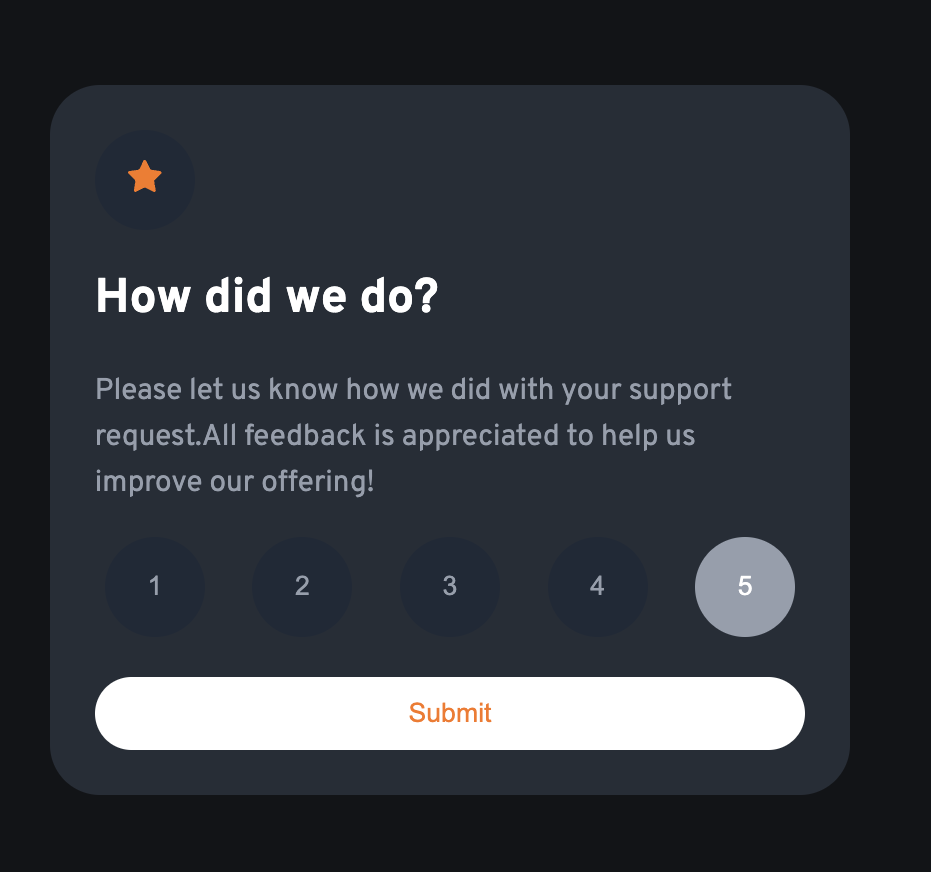 How did we do?
Please let us know how we did with your support
request.All feedback is appreciated to help us
improve our offering!
1 2 3 4 5
Submit